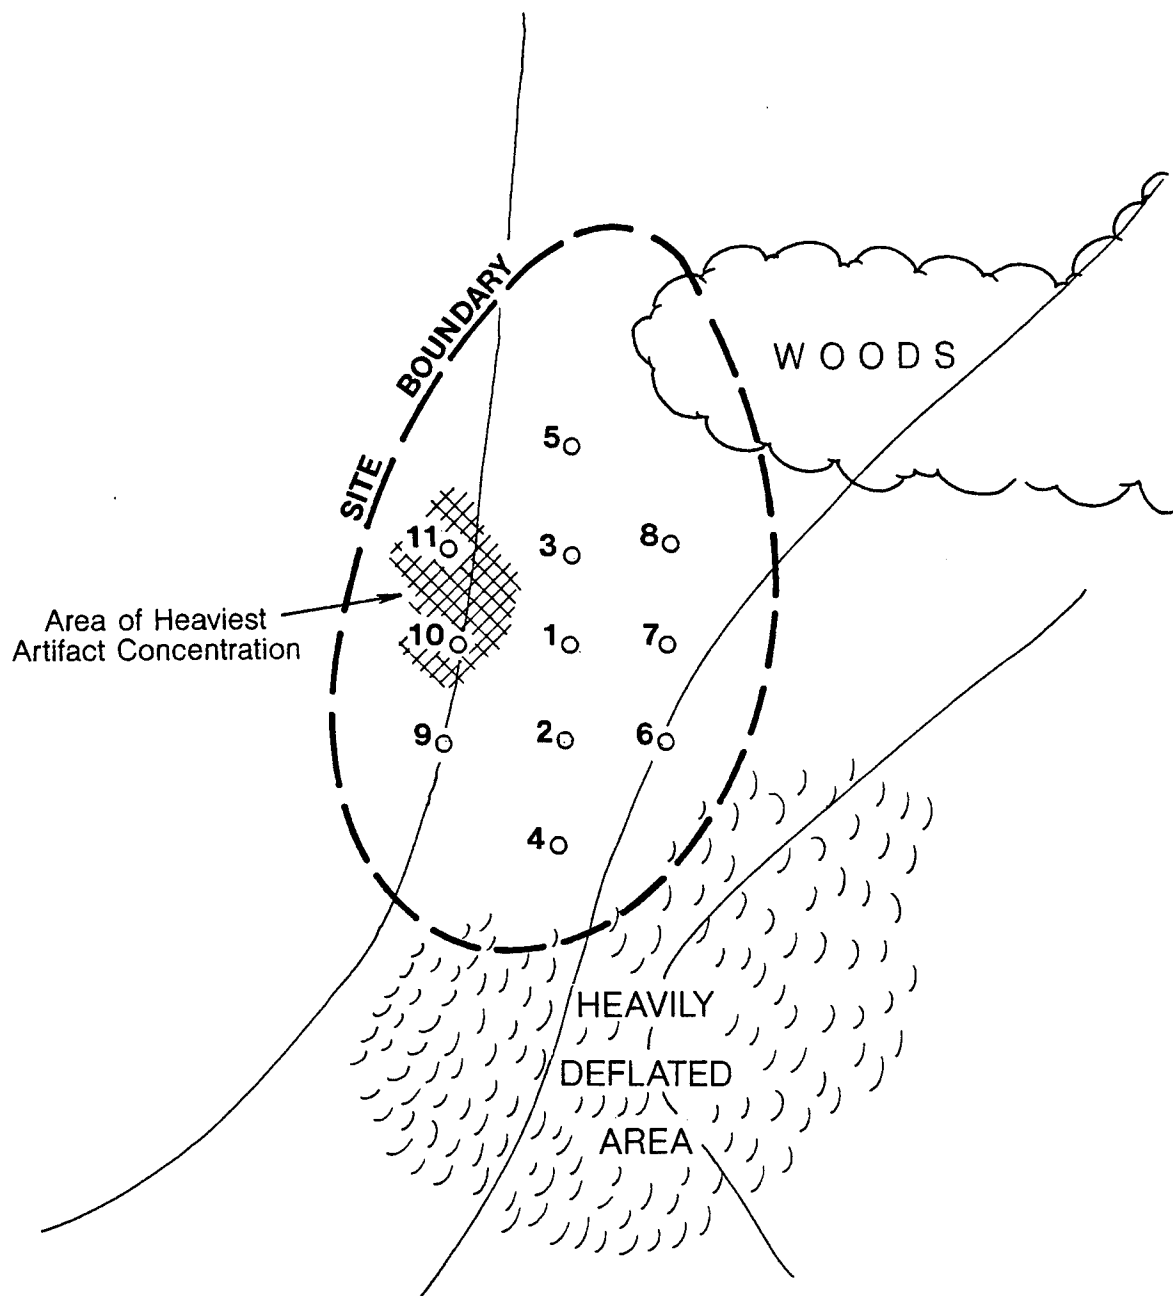 SITE BOUNDARY
WOODS
5
11
3
8
Area of Heaviest
Artifact Concentration
10
1
7
9
2
6
4
HEAVILY
DEFLATED
AREA